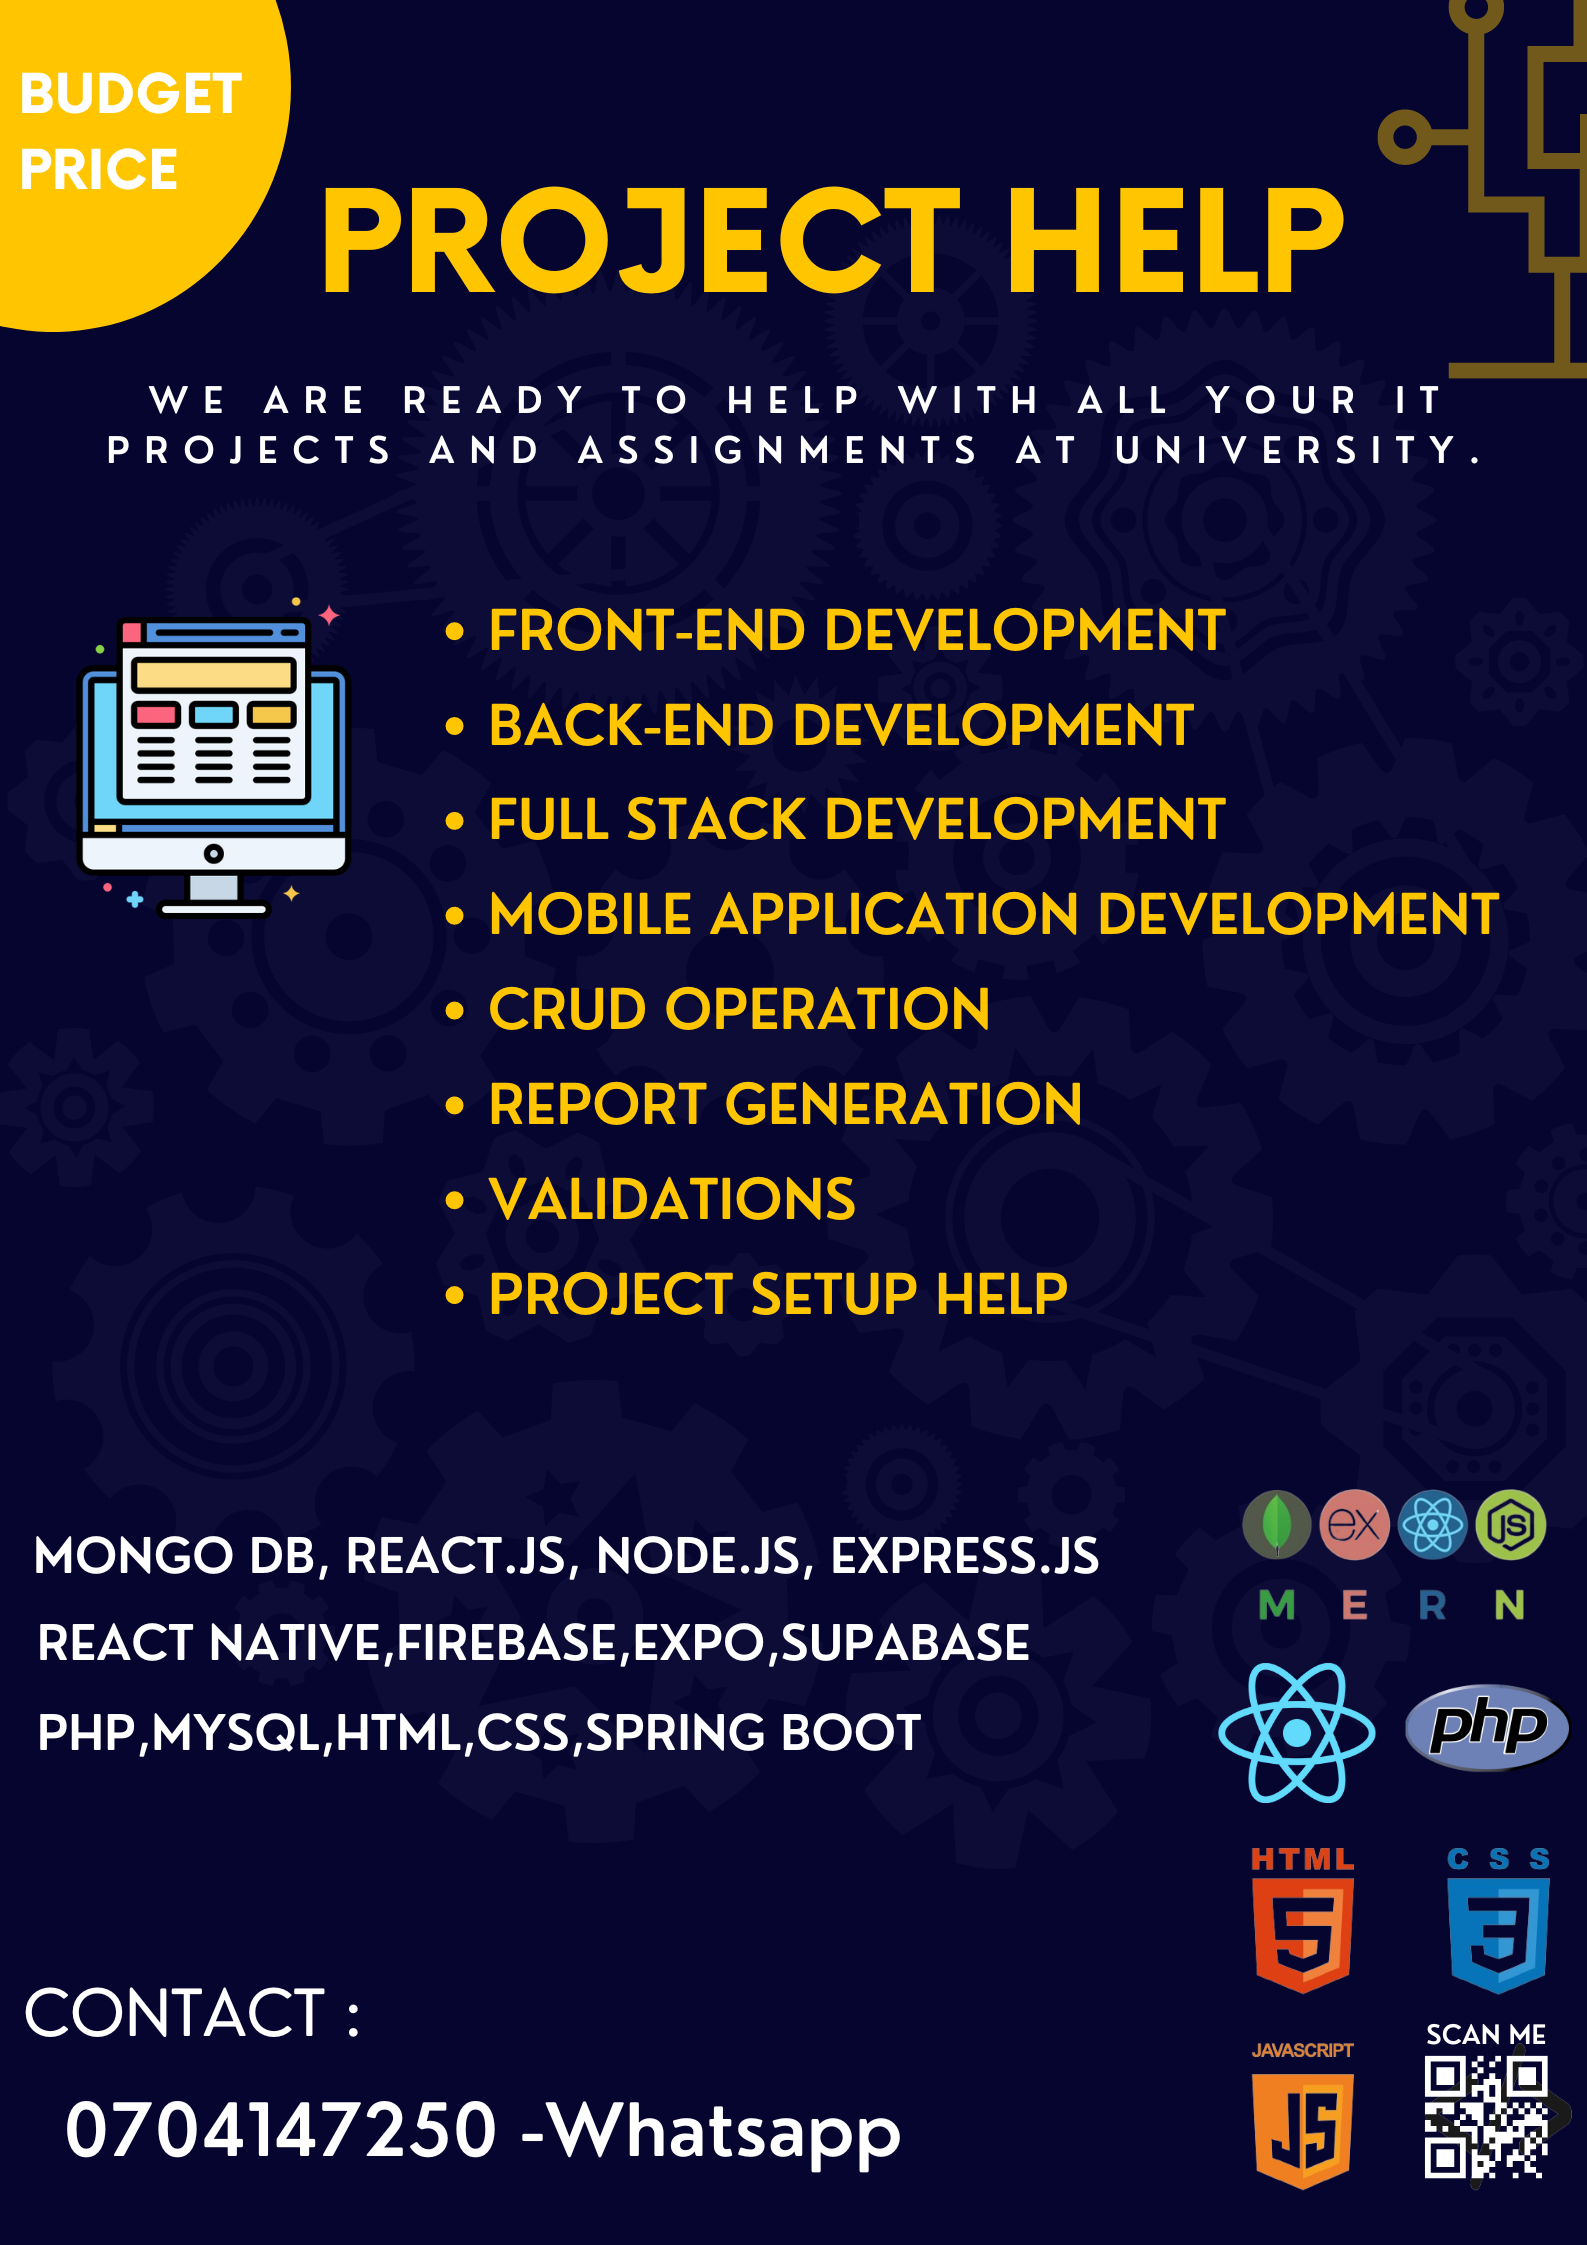 BUDGET
PRICE
PROJECT HELP
WE ARE READY TO HELP WITH ALL YOUR IT
PROJECTS AND ASSIGNMENTS AT UNIVERSITY.
• FRONT-END DEVELOPMENT
• BACK-END DEVELOPMENT
• FULL STACK DEVELOPMENT
• MOBILE APPLICATION DEVELOPMENT
• CRUD OPERATION
• REPORT GENERATION
• VALIDATIONS
• PROJECT SETUP HELP
MONGO DB, REACT.JS, NODE.JS, EXPRESS.JS
REACT NATIVE,FIREBASE,EXPO,SUPABASE
PHP,MYSQL,HTML,CSS,SPRING BOOT
ex JS
M E R N
php
HTML
5
CSS
3
JAVASCRIPT
JS
SCAN ME
CONTACT :
0704147250 -Whatsapp